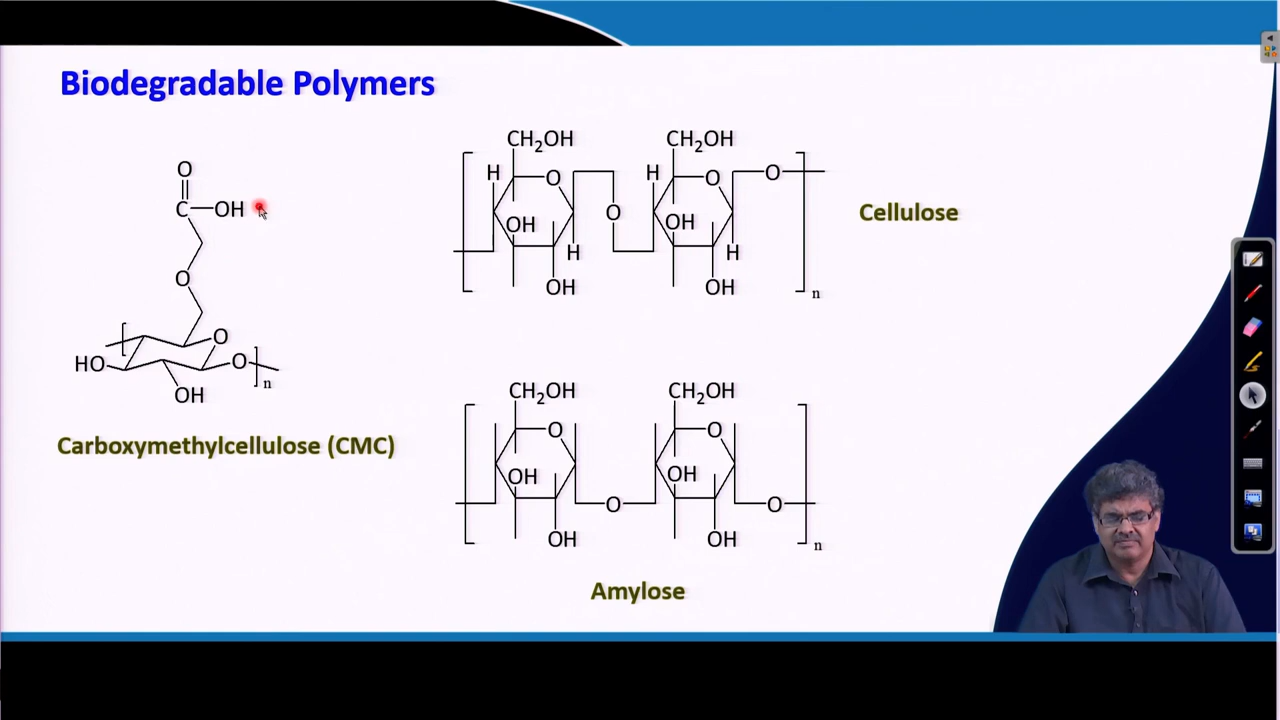 Biodegradable Polymers
O
C
OH
O
O
HO
O
n
OH
Carboxymethylcellulose (CMC)
CH₂OH
CH₂OH
H
O
H
O
O
OH
O
OH
H
H
OH
OH
n
Cellulose
CH₂OH
CH₂OH
O
O
OH
OH
O
O
OH
OH
n
Amylose